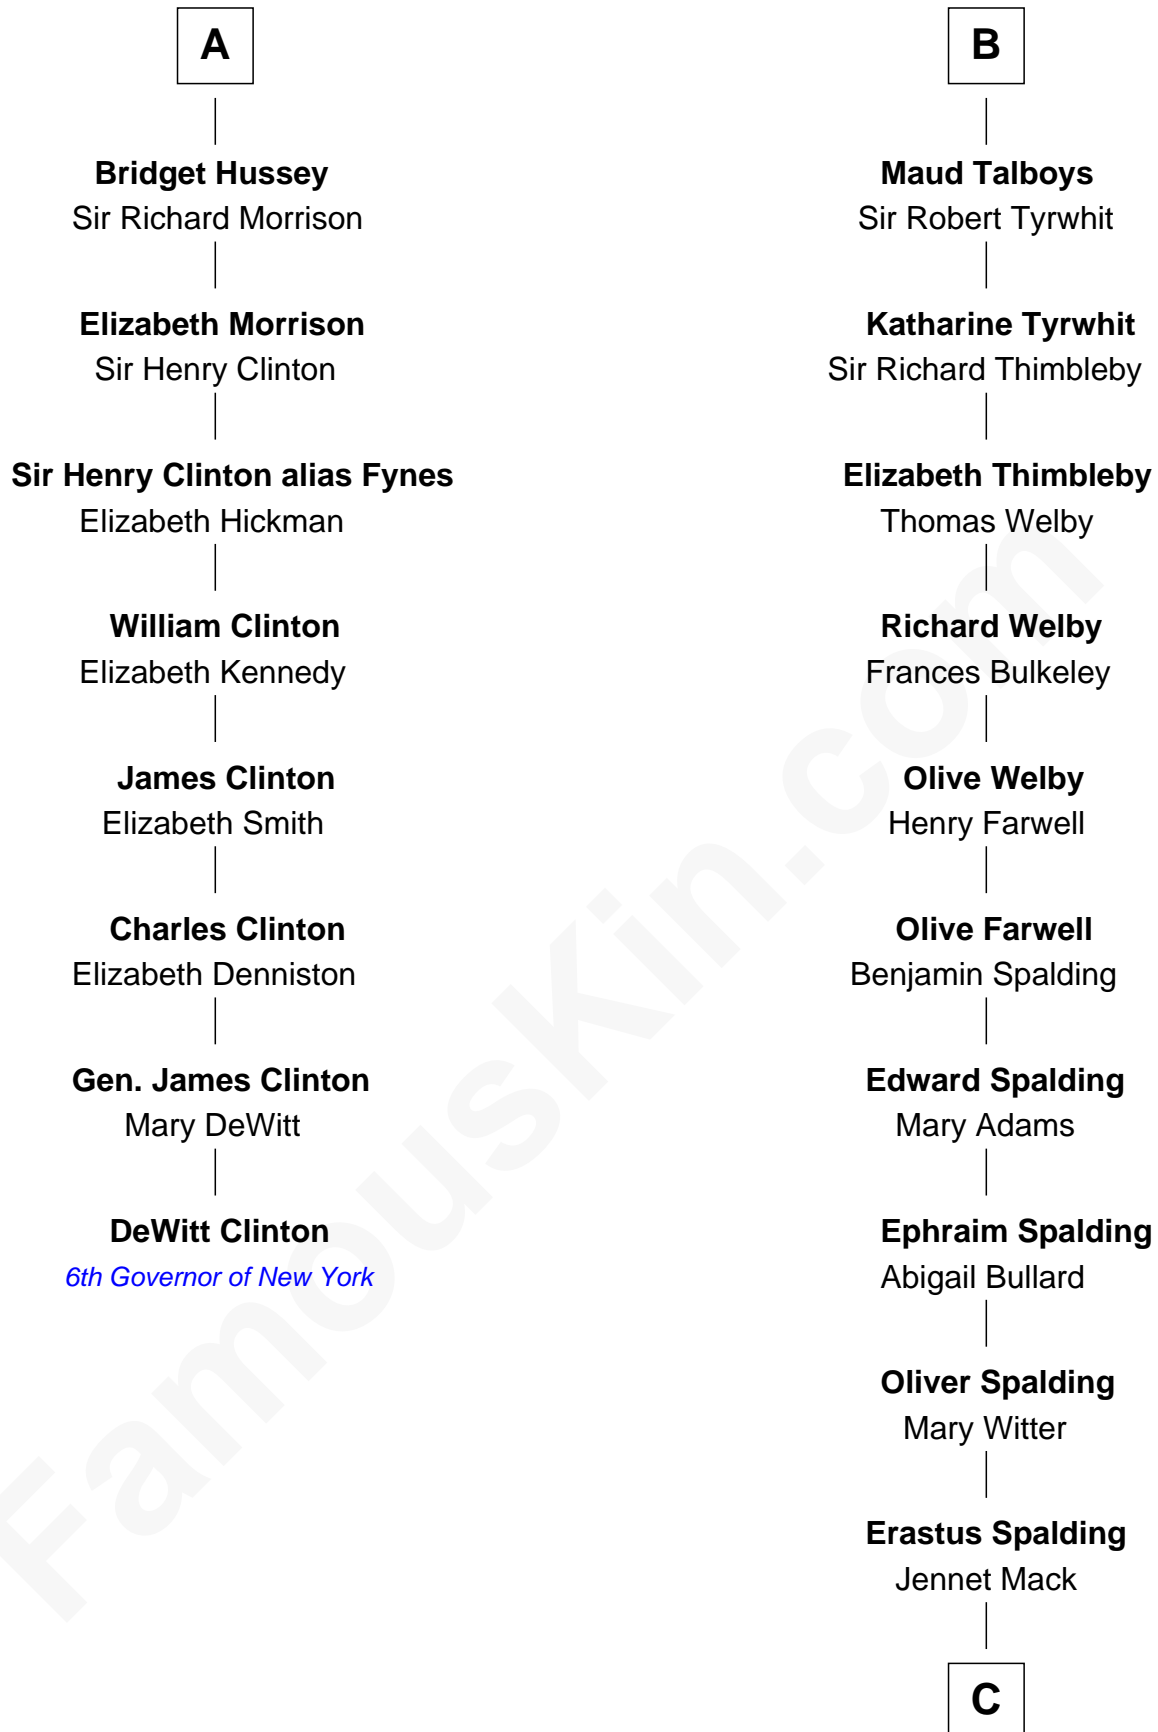 A
Bridget Hussey
Sir Richard Morrison
Elizabeth Morrison
Sir Henry Clinton
Sir Henry Clinton alias Fynes
Elizabeth Hickman
William Clinton
Elizabeth Kennedy
James Clinton
Elizabeth Smith
Charles Clinton
Elizabeth Denniston
Gen. James Clinton
Mary DeWitt
DeWitt Clinton
6th Governor of New York
B
Maud Talboys
Sir Robert Tyrwhit
Katharine Tyrwhit
Sir Richard Thimbleby
Elizabeth Thimbleby
Thomas Welby
Richard Welby
Frances Bulkeley
Olive Welby
Henry Farwell
Olive Farwell
Benjamin Spalding
Edward Spalding
Mary Adams
Ephraim Spalding
Abigail Bullard
Oliver Spalding
Mary Witter
Erastus Spalding
Jennet Mack
C
FamousKin.com